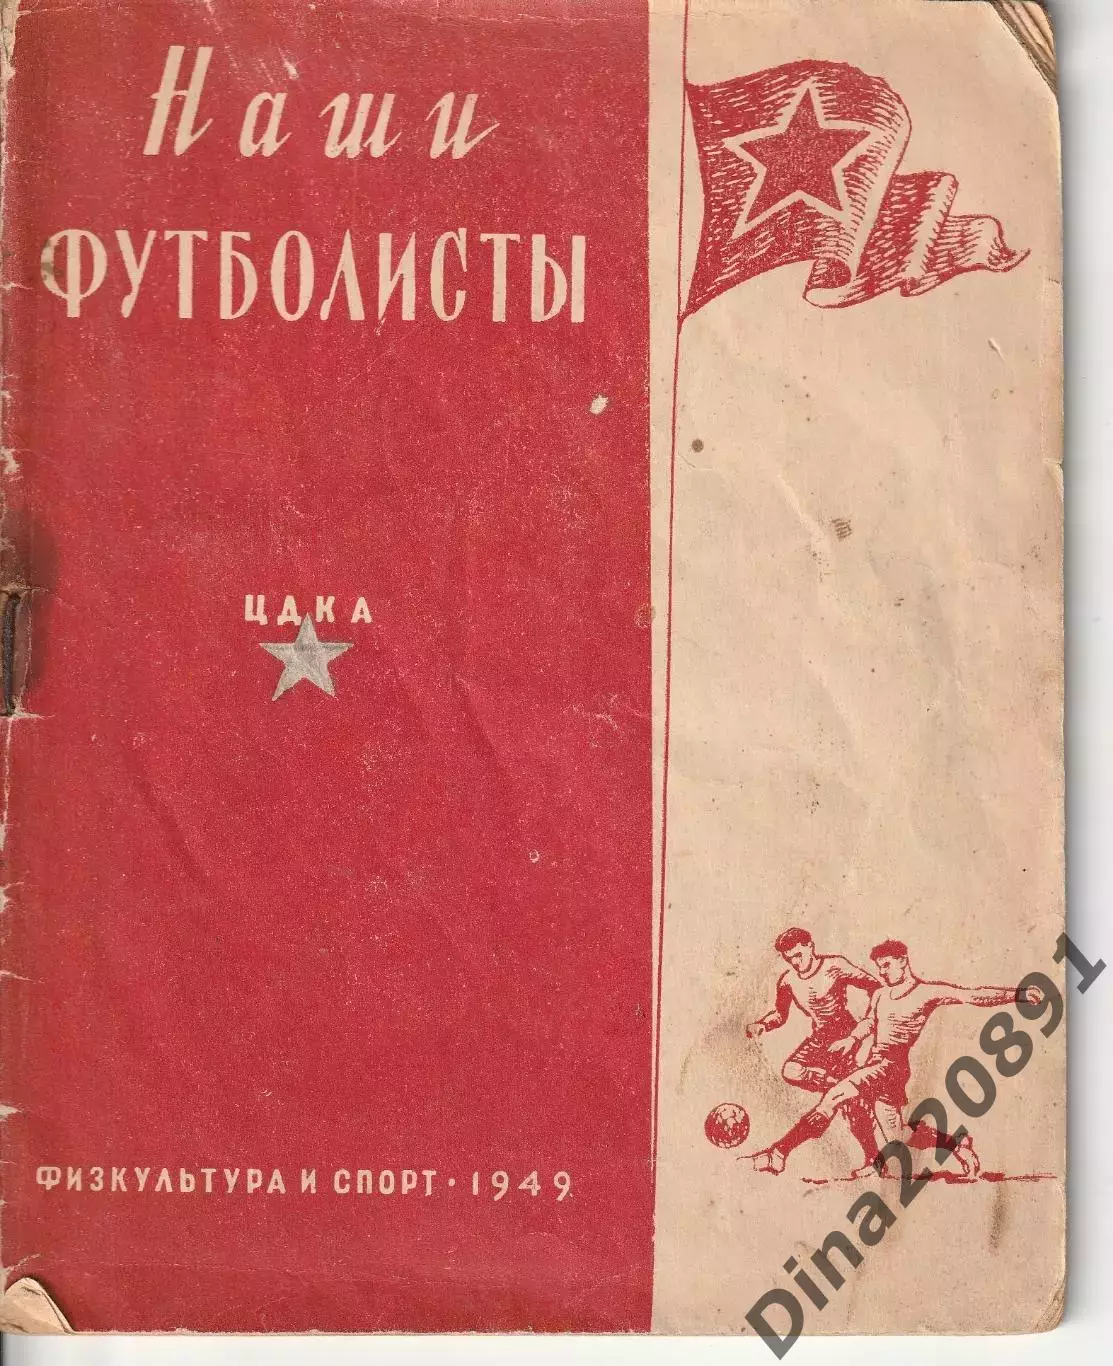 Наши
ФУТБОЛИСТЫ
ЦДКА
ФИЗКУЛЬТУРА И СПОРТ · 1949
Dina220891